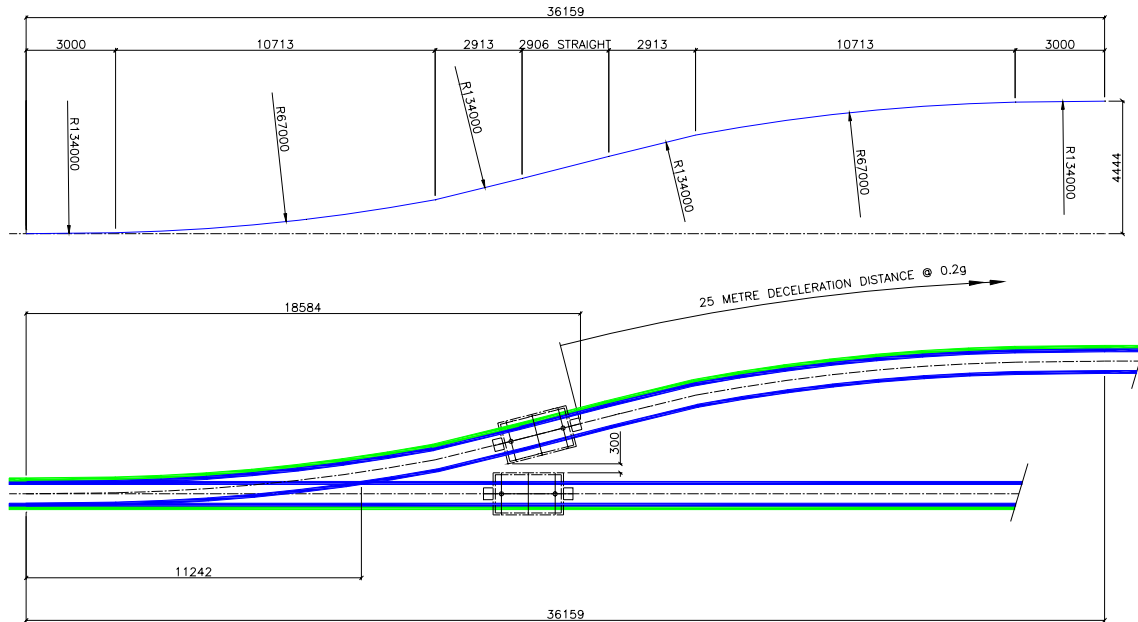 36159
3000
10713
2913
2906 STRAIGHT
2913
10713
3000
R134000
R67000
R134000
R134000
R67000
R134000
4444
25 METRE DECELERATION DISTANCE @ 0.2g
18584
300
11242
36159